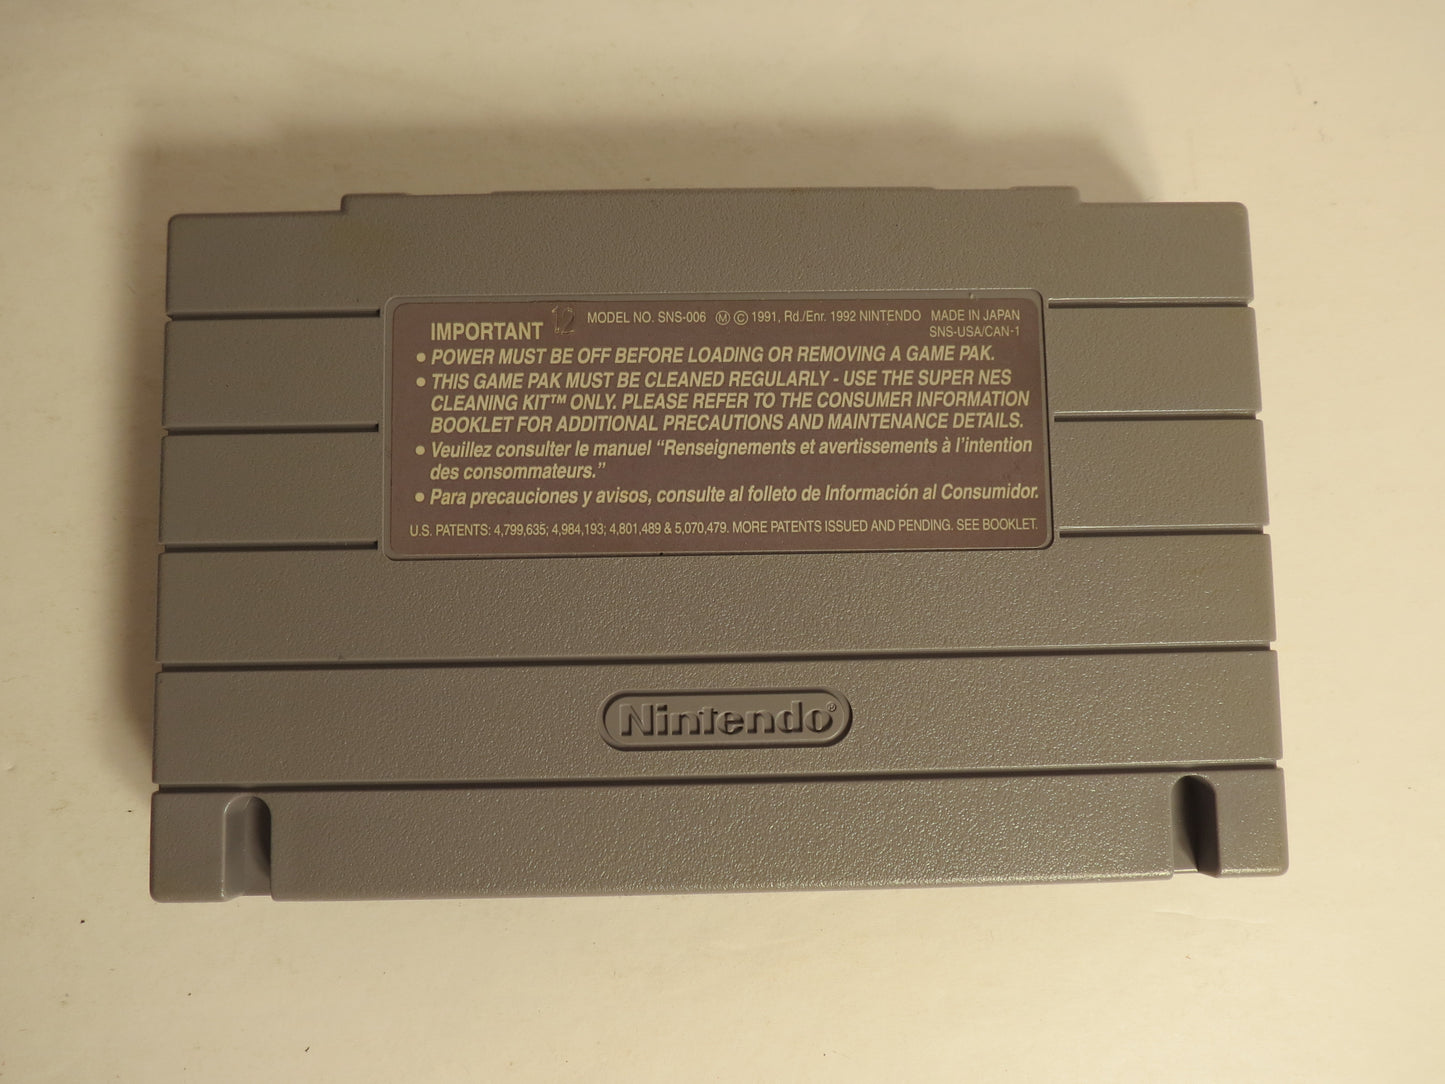 IMPORTANT 12 MODEL NO. SNS-006 Ⓜ © 1991, Rd./Enr. 1992 NINTENDO MADE IN JAPAN
SNS-USA/CAN-1
• POWER MUST BE OFF BEFORE LOADING OR REMOVING A GAME PAK.
• THIS GAME PAK MUST BE CLEANED REGULARLY - USE THE SUPER NES
CLEANING KIT™ ONLY. PLEASE REFER TO THE CONSUMER INFORMATION
BOOKLET FOR ADDITIONAL PRECAUTIONS AND MAINTENANCE DETAILS.
• Veuillez consulter le manuel “Renseignements et avertissements à l’intention
des consommateurs.”
• Para precauciones y avisos, consulte al folleto de Información al Consumidor.
U.S. PATENTS: 4,799,635; 4,984,193; 4,801,489 & 5,070,479. MORE PATENTS ISSUED AND PENDING. SEE BOOKLET.
Nintendo®